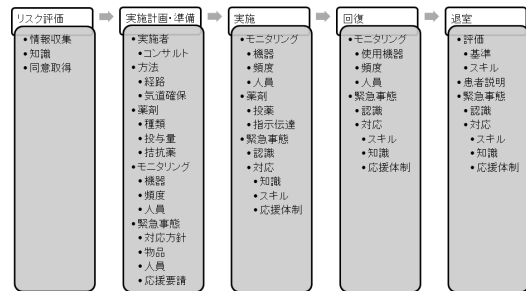 リスク評価
•情報収集
•知識
•同意取得
実施計画・準備
•実施者
•コンサルト
•方法
•経路
•気道確保
•薬剤
•種類
•投与量
•拮抗薬
•モニタリング
•機器
•頻度
•人員
•緊急事態
•対応方針
•物品
•人員
•応援要請
実施
•モニタリング
•機器
•頻度
•人員
•薬剤
•投薬
•指示伝達
•緊急事態
•認識
•対応
•知識
•スキル
•応援体制
回復
•モニタリング
•使用機器
•頻度
•人員
•緊急事態
•認識
•対応
•スキル
•知識
•応援体制
退室
•評価
•基準
•スキル
•患者説明
•緊急事態
•認識
•対応
•スキル
•知識
•応援体制